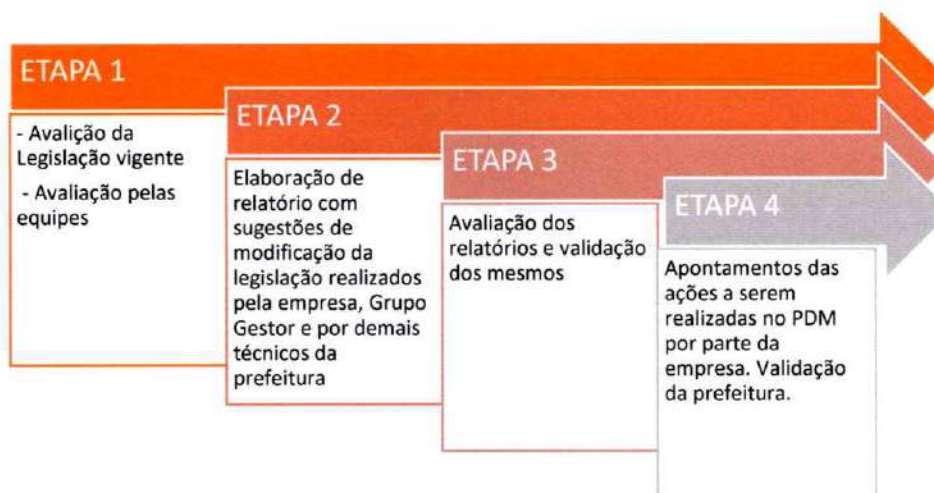 ETAPA 1
- Avalição da
Legislação vigente
- Avaliação pelas
equipes
ETAPA 2
Elaboração de
relatório com
sugestões de
modificação da
legislação realizados
pela empresa, Grupo
Gestor e por demais
técnicos da
prefeitura
ETAPA 3
Avaliação dos
relatórios e validação
dos mesmos
ETAPA 4
Apontamentos das
ações a serem
realizadas no PDM
por parte da
empresa. Validação
da prefeitura.